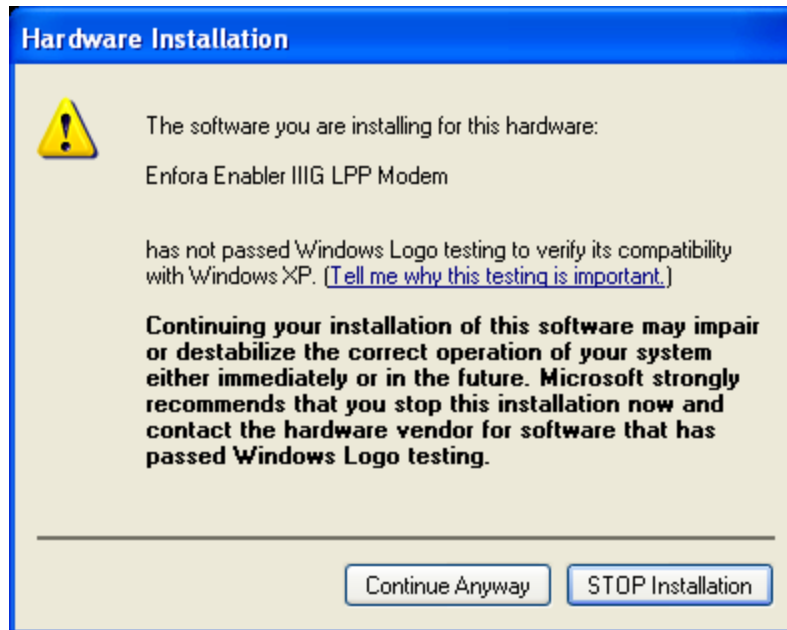 Hardware Installation
The software you are installing for this hardware:
Enfora Enabler IIIG LPP Modem
has not passed Windows Logo testing to verify its compatibility
with Windows XP. (Tell me why this testing is important.)
Continuing your installation of this software may impair
or destabilize the correct operation of your system
either immediately or in the future. Microsoft strongly
recommends that you stop this installation now and
contact the hardware vendor for software that has
passed Windows Logo testing.
Continue Anyway
STOP Installation